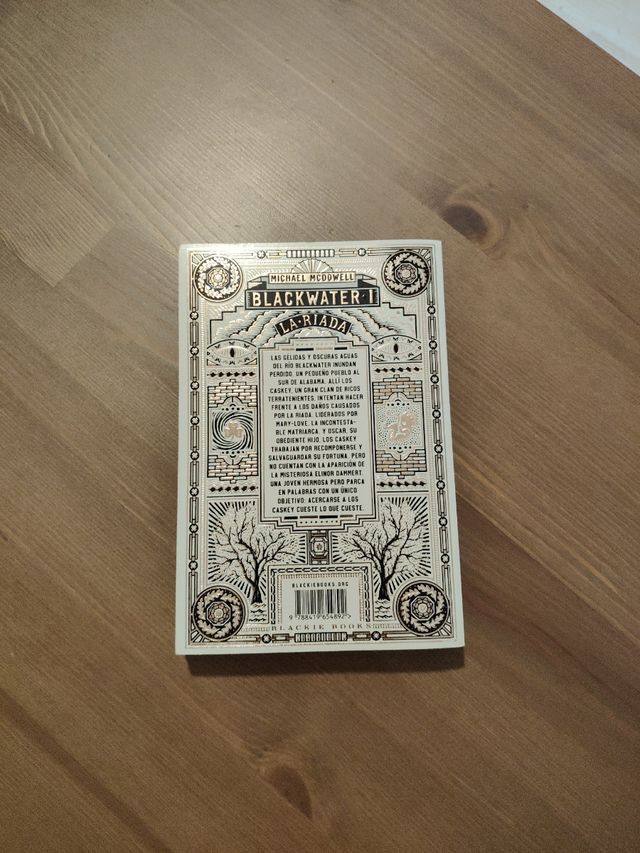 MICHAEL MCDOWELL
BLACKWATER·I
LA·RIADA
LAS GÉLIDAS Y OSCURAS AGUAS
DEL RÍO BLACKWATER INUNDAN
PERDIDO, UN PEQUEÑO PUEBLO AL
SUR DE ALABAMA. ALLÍ LOS
CASKEY, UN GRAN CLAN DE RICOS
TERRATENIENTES, INTENTAN HACER
FRENTE A LOS DAÑOS CAUSADOS
POR LA RIADA. LIDERADOS POR
MARY-LOVE, LA INCONTESTA-
BLE MATRIARCA, Y OSCAR, SU
OBEDIENTE HIJO, LOS CASKEY
TRABAJAN POR RECOMPONERSE Y
SALVAGUARDAR SU FORTUNA. PERO
NO CUENTAN CON LA APARICIÓN DE
LA MISTERIOSA ELINOR DAMMERT,
UNA JOVEN HERMOSA PERO PARCA
EN PALABRAS CON UN ÚNICO
OBJETIVO: ACERCARSE A LOS
CASKEY CUESTE LO QUE CUESTE.
BLACKIEBOOKS.ORG
9 788419 654892 >
BLACKIE BOOKS